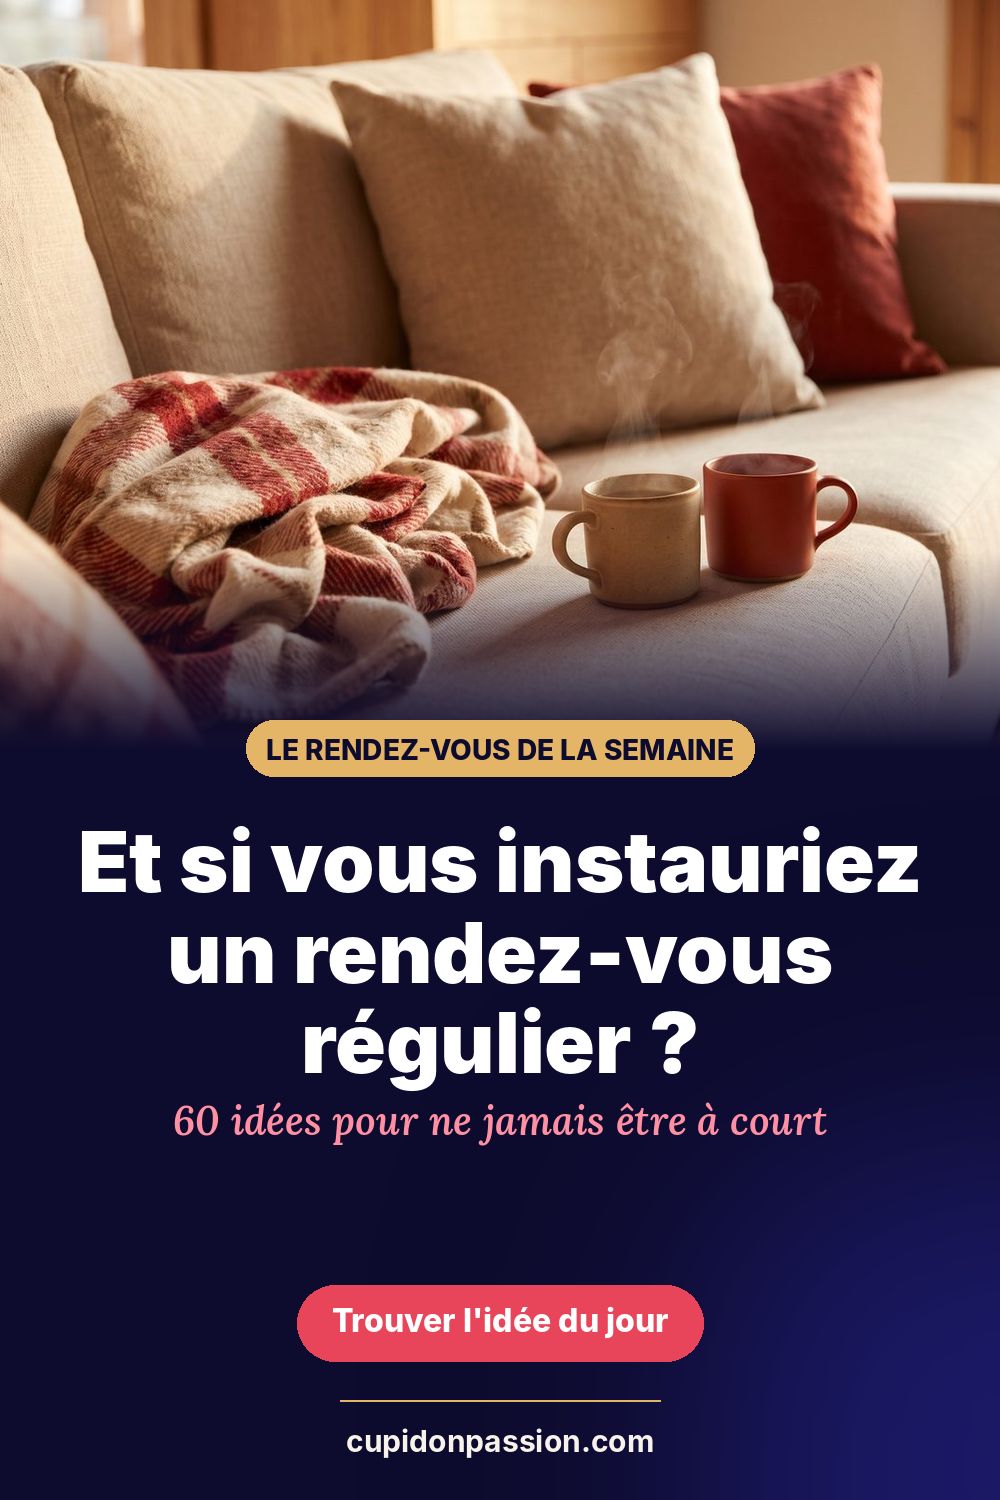 LE RENDEZ-VOUS DE LA SEMAINE
Et si vous instauriez
un rendez-vous
régulier ?
60 idées pour ne jamais être à court
Trouver l'idée du jour
cupidonpassion.com